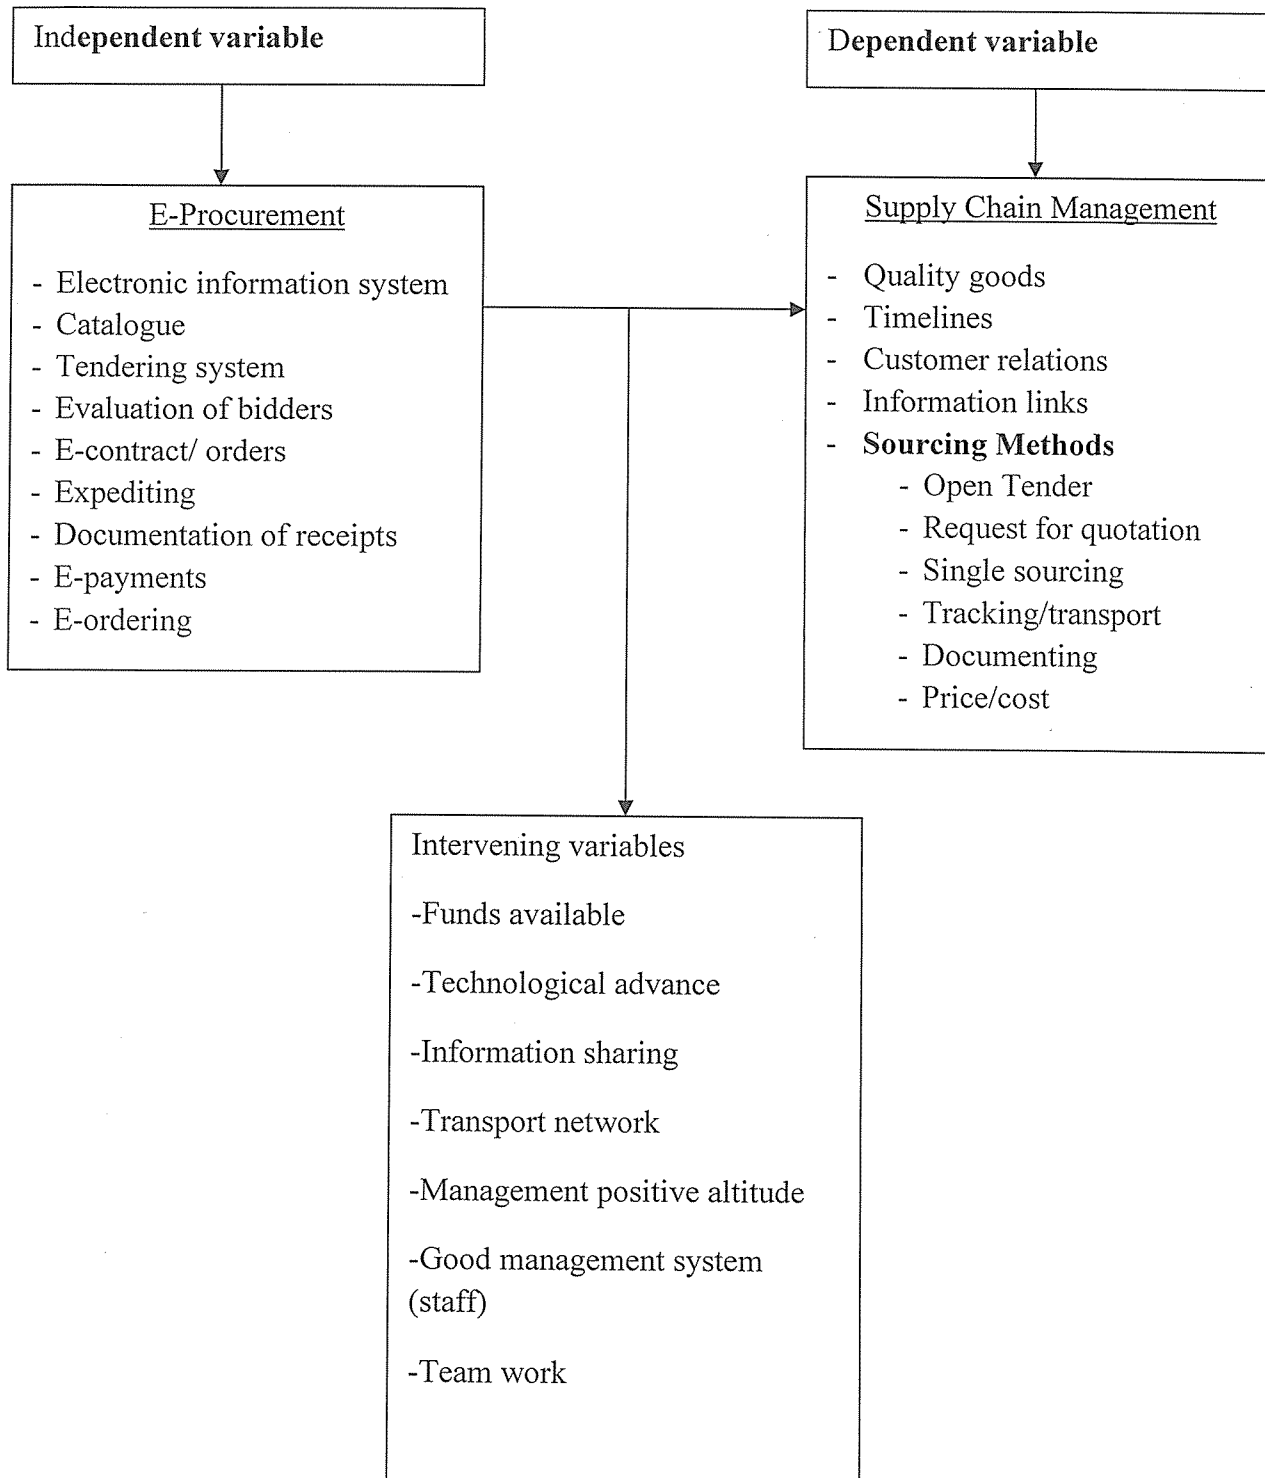 Independent variable
Dependent variable
E-Procurement
- Electronic information system
- Catalogue
- Tendering system
- Evaluation of bidders
- E-contract/ orders
- Expediting
- Documentation of receipts
- E-payments
- E-ordering
Supply Chain Management
- Quality goods
- Timelines
- Customer relations
- Information links
- Sourcing Methods
- Open Tender
- Request for quotation
- Single sourcing
- Tracking/transport
- Documenting
- Price/cost
Intervening variables
-Funds available
-Technological advance
-Information sharing
-Transport network
-Management positive altitude
-Good management system
(staff)
-Team work